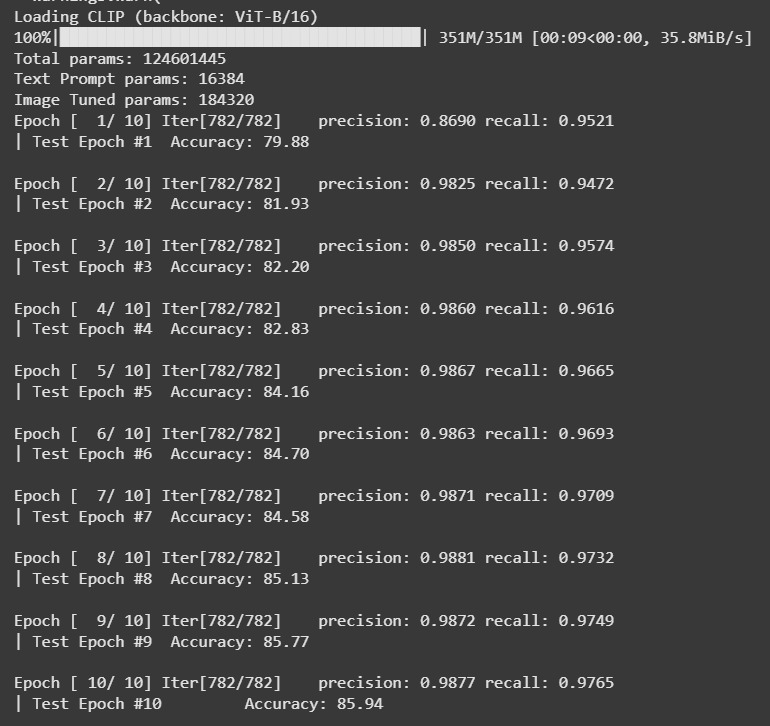 Loading CLIP (backbone: ViT-B/16)
100%|██████████████████████████████████████| 351M/351M [00:09<00:00, 35.8MiB/s]
Total params: 124601445
Text Prompt params: 16384
Image Tuned params: 184320
Epoch [  1/ 10] Iter[782/782]    precision: 0.8690 recall: 0.9521
| Test Epoch #1  Accuracy: 79.88
Epoch [  2/ 10] Iter[782/782]    precision: 0.9825 recall: 0.9472
| Test Epoch #2  Accuracy: 81.93
Epoch [  3/ 10] Iter[782/782]    precision: 0.9850 recall: 0.9574
| Test Epoch #3  Accuracy: 82.20
Epoch [  4/ 10] Iter[782/782]    precision: 0.9860 recall: 0.9616
| Test Epoch #4  Accuracy: 82.83
Epoch [  5/ 10] Iter[782/782]    precision: 0.9867 recall: 0.9665
| Test Epoch #5  Accuracy: 84.16
Epoch [  6/ 10] Iter[782/782]    precision: 0.9863 recall: 0.9693
| Test Epoch #6  Accuracy: 84.70
Epoch [  7/ 10] Iter[782/782]    precision: 0.9871 recall: 0.9709
| Test Epoch #7  Accuracy: 84.58
Epoch [  8/ 10] Iter[782/782]    precision: 0.9881 recall: 0.9732
| Test Epoch #8  Accuracy: 85.13
Epoch [  9/ 10] Iter[782/782]    precision: 0.9872 recall: 0.9749
| Test Epoch #9  Accuracy: 85.77
Epoch [ 10/ 10] Iter[782/782]    precision: 0.9877 recall: 0.9765
| Test Epoch #10         Accuracy: 85.94